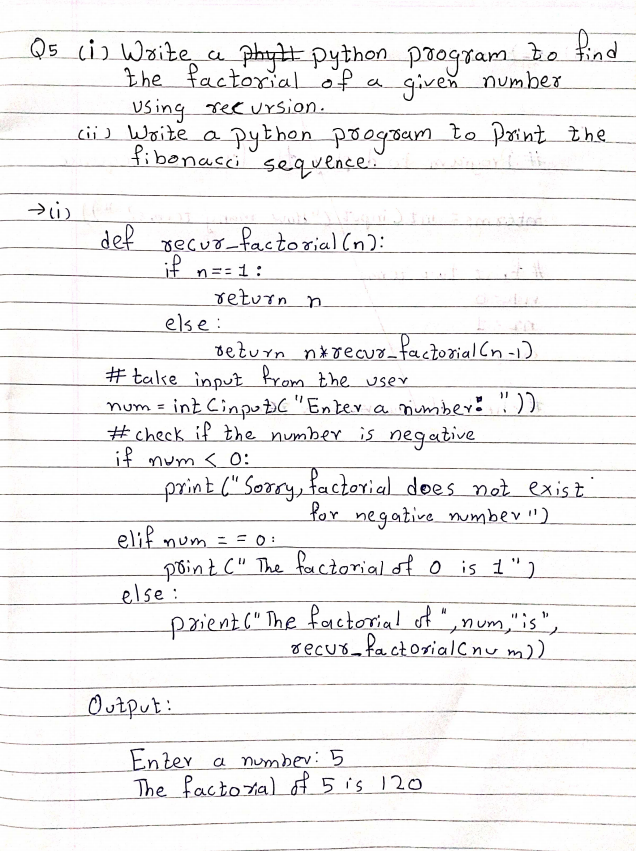 Q5 (i) Write a phytt python program to find
the factorial of a given number
using recursion.
(ii) Write a python program to Print the
fibonacci sequence.
→(i)
def recur_factorial(n):
if n==1:
return n
else:
return n*recur_factorial(n-1)
# take input from the user
num = int(input("Enter a number: "))
# check if the number is negative
if num < 0:
print("Sorry, factorial does not exist
for negative number")
elif num == 0:
print("The factorial of 0 is 1")
else:
prient("The factorial of", num, "is",
recur_factorial(num))
Output:
Enter a number: 5
The factorial of 5 is 120